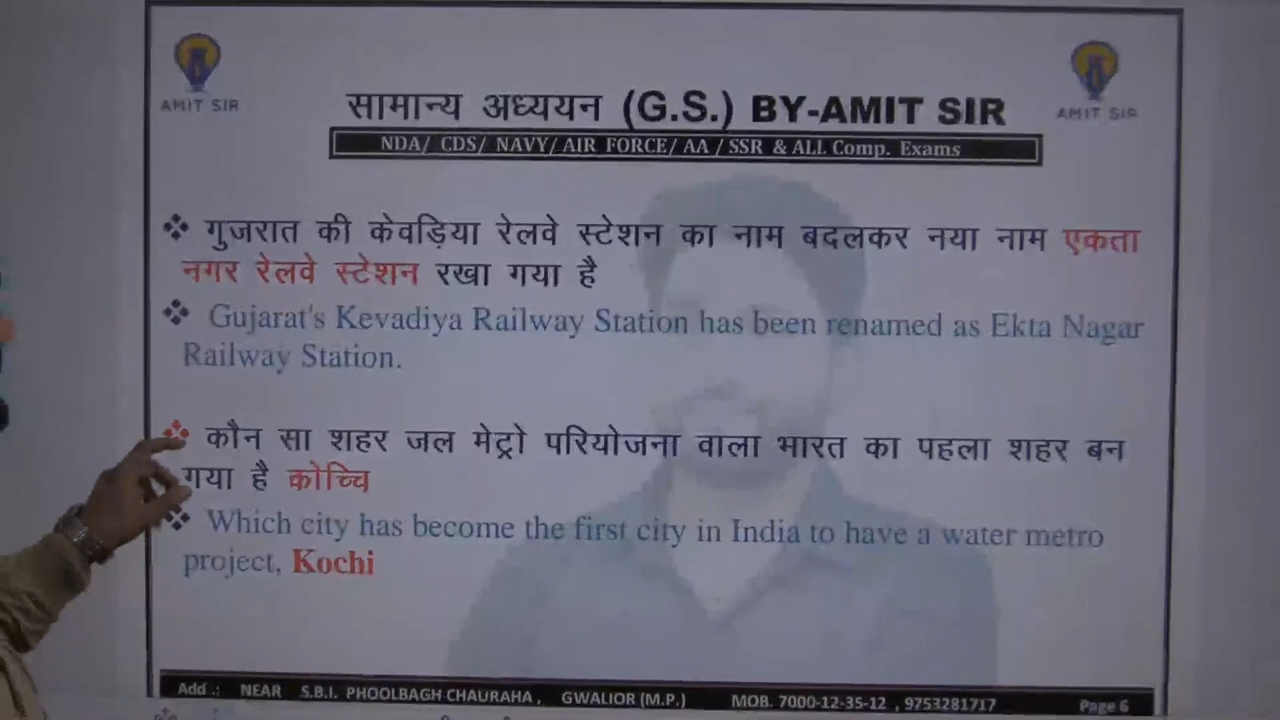 AMIT SIR
AMIT SIR
सामान्य अध्ययन (G.S.) BY-AMIT SIR
NDA/ CDS/ NAVY/ AIR FORCE/ AA / SSR & ALL Comp. Exams
❖ गुजरात की केवड़िया रेलवे स्टेशन का नाम बदलकर नया नाम एकता
नगर रेलवे स्टेशन रखा गया है
❖ Gujarat's Kevadiya Railway Station has been renamed as Ekta Nagar
Railway Station.
❖ कौन सा शहर जल मेट्रो परियोजना वाला भारत का पहला शहर बन
गया है कोच्चि
❖ Which city has become the first city in India to have a water metro
project, Kochi
Add .: NEAR S.B.I. PHOOLBAGH CHAURAHA , GWALIOR (M.P.) MOB. 7000-12-35-12 , 9753281717 Page 6